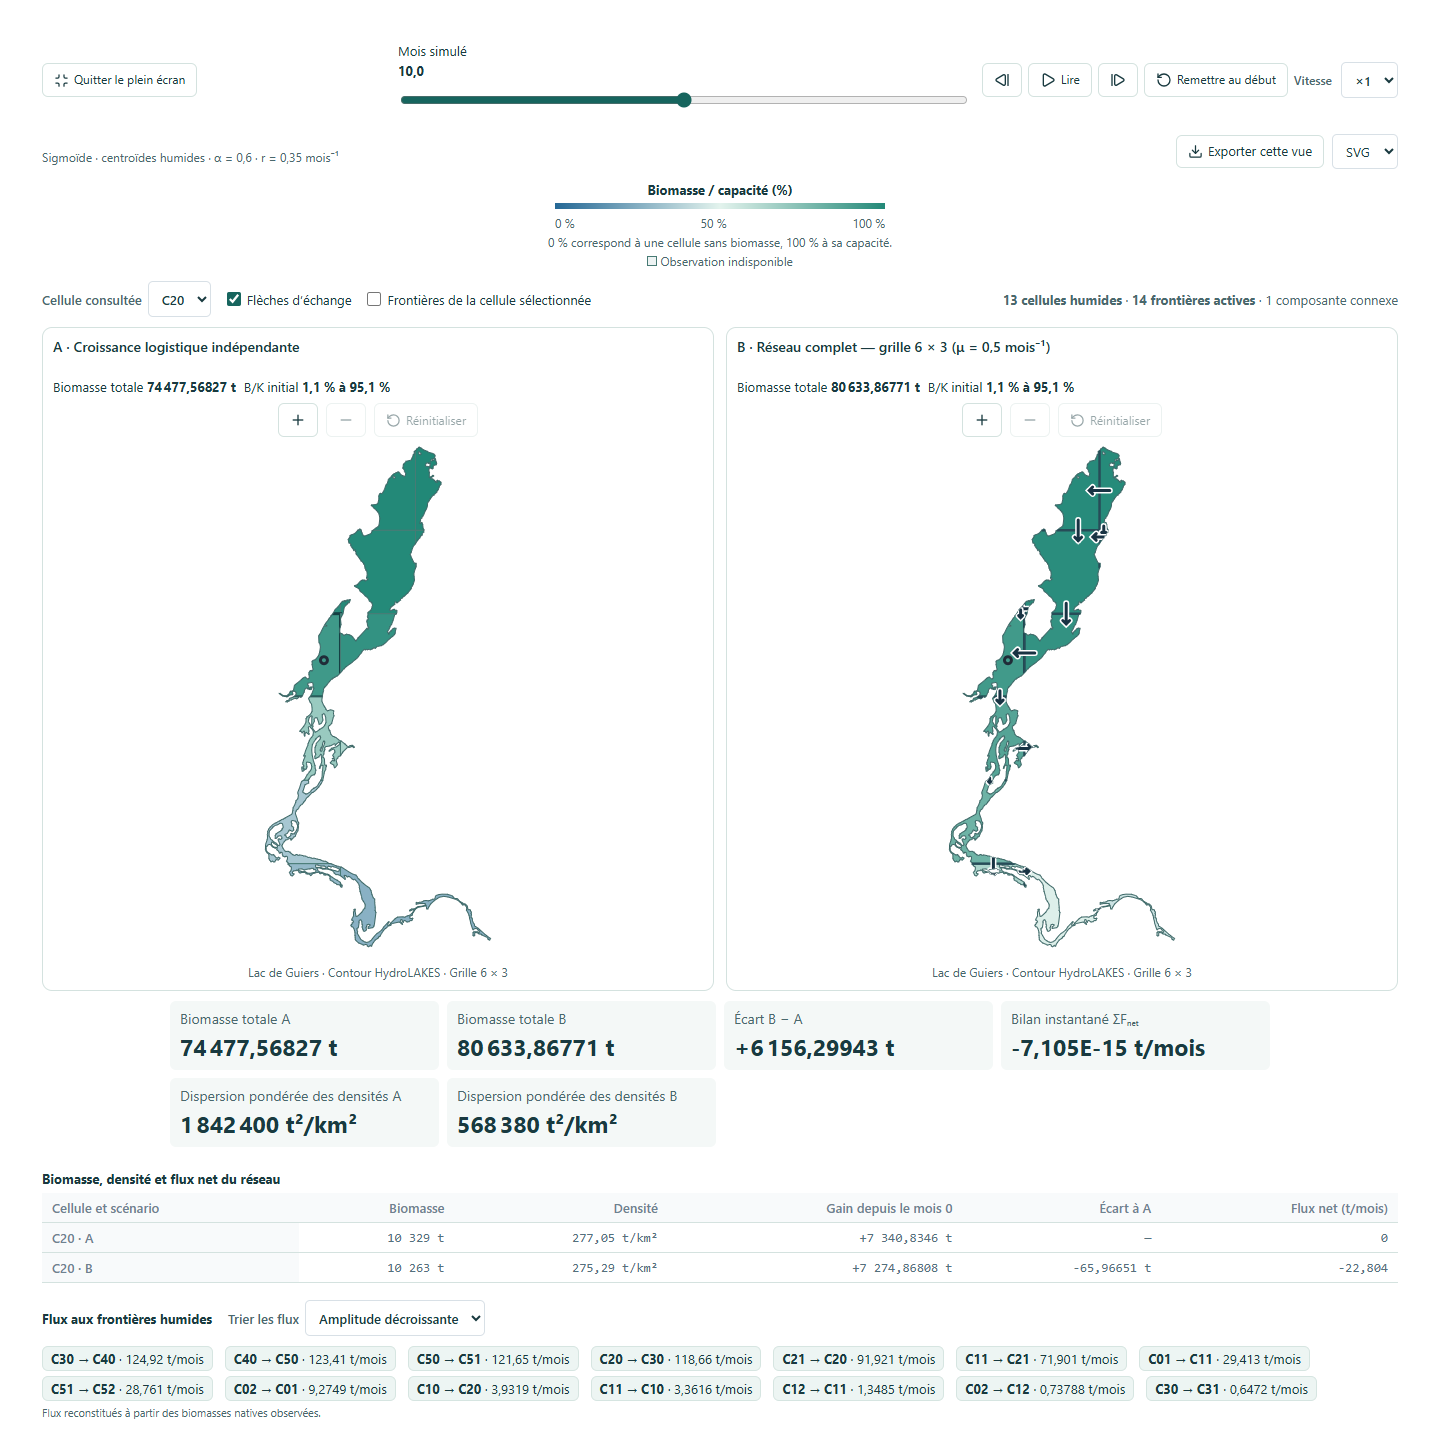 Mois simulé
10,0
Quitter le plein écran
Lire
Remettre au début
Vitesse
×1
Sigmoïde · centroïdes humides · α = 0,6 · r = 0,35 mois⁻¹
Exporter cette vue
SVG
Biomasse / capacité (%)
0 % 50 % 100 %
0 % correspond à une cellule sans biomasse, 100 % à sa capacité.
Observation indisponible
Cellule consultée C20 Flèches d'échange Frontières de la cellule sélectionnée
13 cellules humides · 14 frontières actives · 1 composante connexe
A · Croissance logistique indépendante
Biomasse totale 74 477,56827 t B/K initial 1,1 % à 95,1 %
+ − Réinitialiser
Lac de Guiers · Contour HydroLAKES · Grille 6 × 3
B · Réseau complet — grille 6 × 3 (μ = 0,5 mois⁻¹)
Biomasse totale 80 633,86771 t B/K initial 1,1 % à 95,1 %
+ − Réinitialiser
Lac de Guiers · Contour HydroLAKES · Grille 6 × 3
Biomasse totale A
74 477,56827 t
Biomasse totale B
80 633,86771 t
Écart B − A
+6 156,29943 t
Bilan instantané ΣFnet
-7,105E-15 t/mois
Dispersion pondérée des densités A
1 842 400 t²/km²
Dispersion pondérée des densités B
568 380 t²/km²
Biomasse, densité et flux net du réseau
Cellule et scénario Biomasse Densité Gain depuis le mois 0 Écart à A Flux net (t/mois)
C20 · A 10 329 t 277,05 t/km² +7 340,8346 t — 0
C20 · B 10 263 t 275,29 t/km² +7 274,86808 t -65,96651 t -22,804
Flux aux frontières humides Trier les flux Amplitude décroissante
C30 → C40 · 124,92 t/mois C40 → C50 · 123,41 t/mois C50 → C51 · 121,65 t/mois C20 → C30 · 118,66 t/mois C21 → C20 · 91,921 t/mois C11 → C21 · 71,901 t/mois C01 → C11 · 29,413 t/mois
C51 → C52 · 28,761 t/mois C02 → C01 · 9,2749 t/mois C10 → C20 · 3,9319 t/mois C11 → C10 · 3,3616 t/mois C12 → C11 · 1,3485 t/mois C02 → C12 · 0,73788 t/mois C30 → C31 · 0,6472 t/mois
Flux reconstitués à partir des biomasses natives observées.